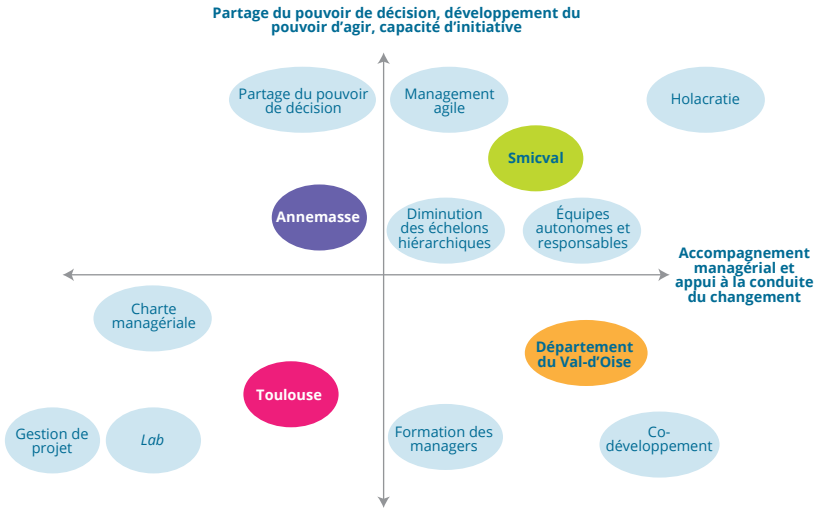 Partage du pouvoir de décision, développement du
pouvoir d’agir, capacité d’initiative
Partage du pouvoir
de décision
Management
agile
Holacratie
Smicval
Annemasse
Diminution
des échelons
hiérarchiques
Équipes
autonomes et
responsables
Accompagnement
managérial et
appui à la conduite
du changement
Charte
managériale
Département
du Val-d’Oise
Toulouse
Gestion de
projet
Lab
Formation des
managers
Co-
développement